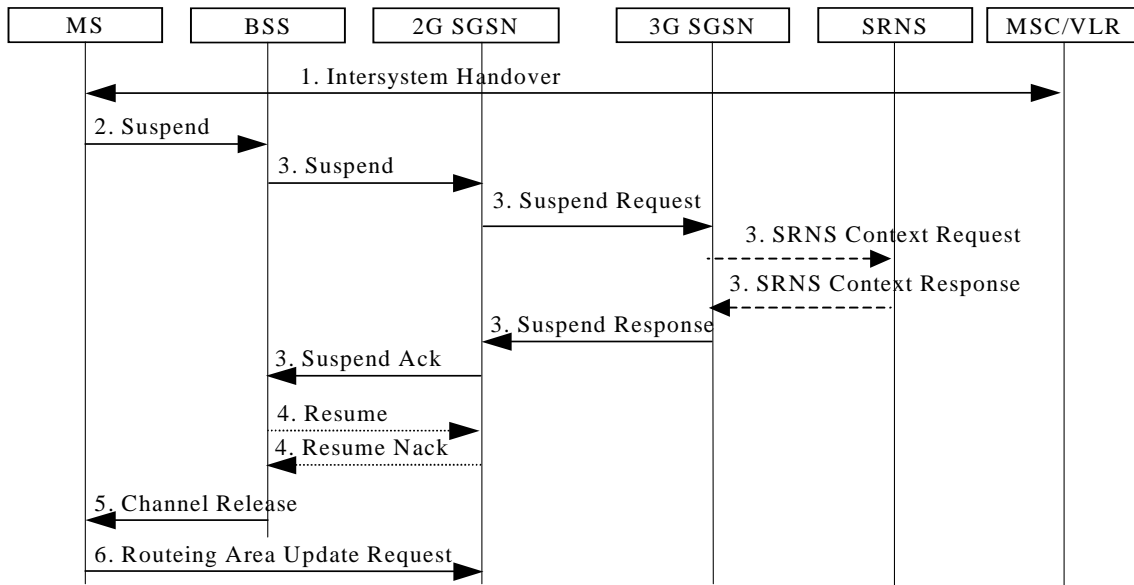 MS
BSS
2G SGSN
3G SGSN
SRNS
MSC/VLR
1. Intersystem Handover
2. Suspend
3. Suspend
3. Suspend Request
3. SRNS Context Request
3. SRNS Context Response
3. Suspend Response
3. Suspend Ack
4. Resume
4. Resume Nack
5. Channel Release
6. Routeing Area Update Request